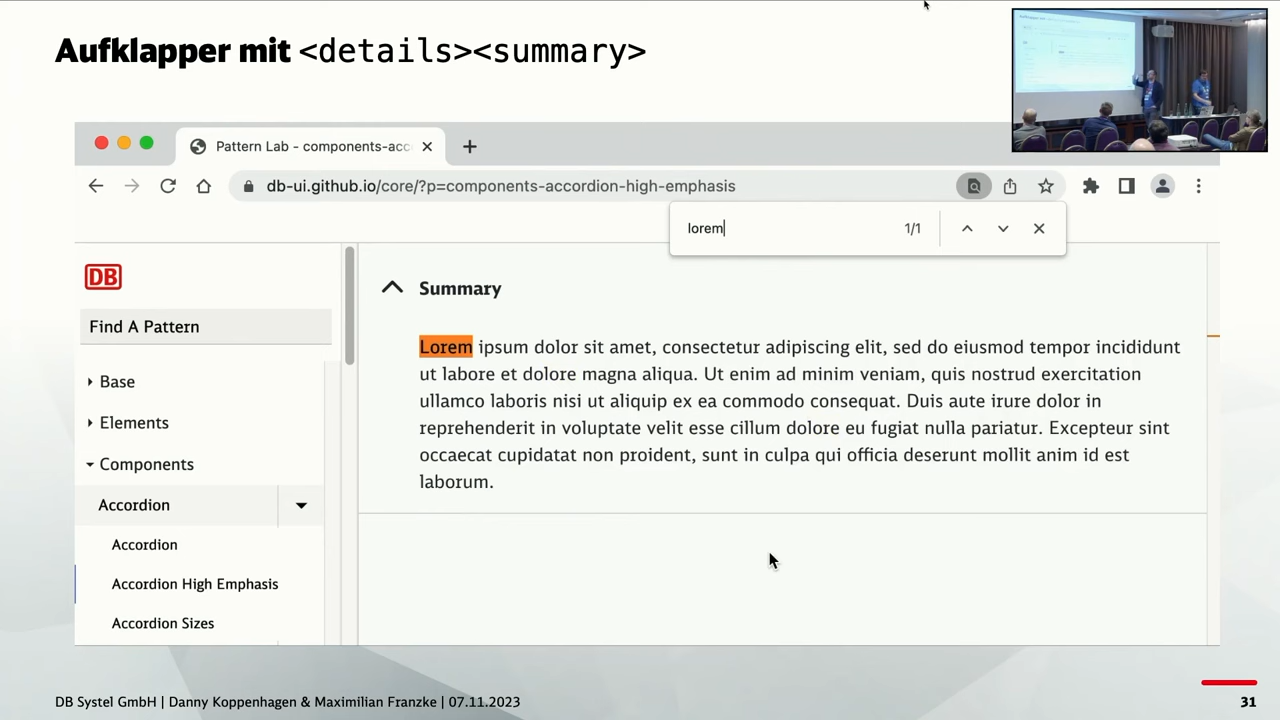 Aufklapper mit <details><summary>
Pattern Lab - components-acc
db-ui.github.io/core/?p=components-accordion-high-emphasis
lorem 1/1
DB
Find A Pattern
Base
Elements
Components
Accordion
Accordion
Accordion High Emphasis
Accordion Sizes
Summary
Lorem ipsum dolor sit amet, consectetur adipiscing elit, sed do eiusmod tempor incididunt
ut labore et dolore magna aliqua. Ut enim ad minim veniam, quis nostrud exercitation
ullamco laboris nisi ut aliquip ex ea commodo consequat. Duis aute irure dolor in
reprehenderit in voluptate velit esse cillum dolore eu fugiat nulla pariatur. Excepteur sint
occaecat cupidatat non proident, sunt in culpa qui officia deserunt mollit anim id est
laborum.
DB Systel GmbH | Danny Koppenhagen & Maximilian Franzke | 07.11.2023
31